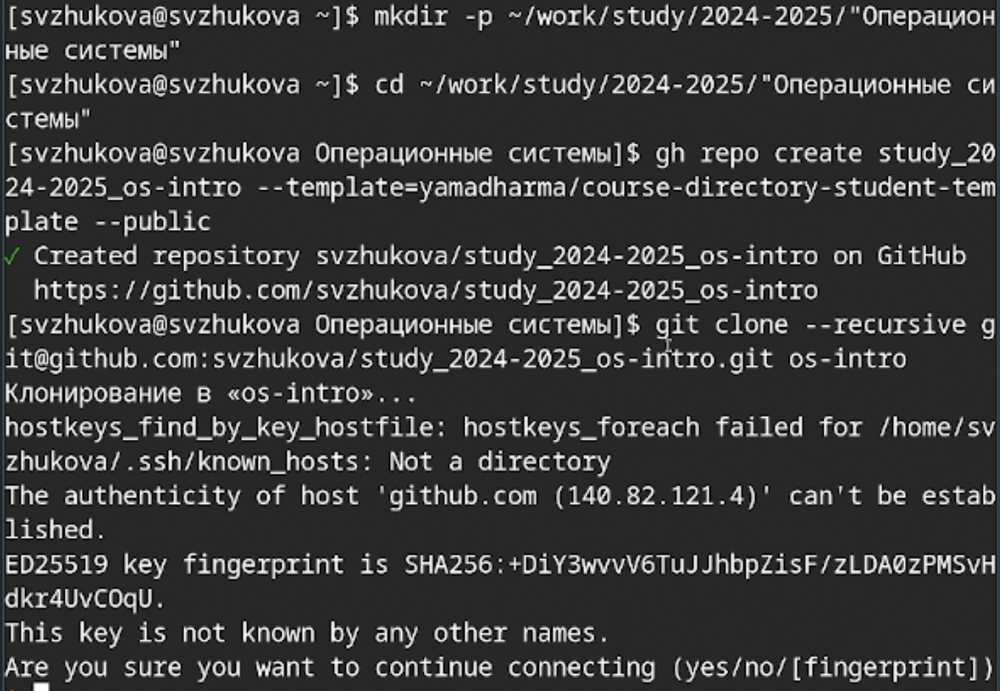 [svzhukova@svzhukova ~]$ mkdir -p ~/work/study/2024-2025/"Операцион
ные системы"
[svzhukova@svzhukova ~]$ cd ~/work/study/2024-2025/"Операционные си
стемы"
[svzhukova@svzhukova Операционные системы]$ gh repo create study_20
24-2025_os-intro --template=yamadharma/course-directory-student-tem
plate --public
✓ Created repository svzhukova/study_2024-2025_os-intro on GitHub
https://github.com/svzhukova/study_2024-2025_os-intro
[svzhukova@svzhukova Операционные системы]$ git clone --recursive g
it@github.com:svzhukova/study_2024-2025_os-intro.git os-intro
Клонирование в «os-intro»...
hostkeys_find_by_key_hostfile: hostkeys_foreach failed for /home/sv
zhukova/.ssh/known_hosts: Not a directory
The authenticity of host 'github.com (140.82.121.4)' can't be estab
lished.
ED25519 key fingerprint is SHA256:+DiY3wvvV6TuJJhbpZisF/zLDA0zPMSvH
dkr4UvCOqU.
This key is not known by any other names.
Are you sure you want to continue connecting (yes/no/[fingerprint])